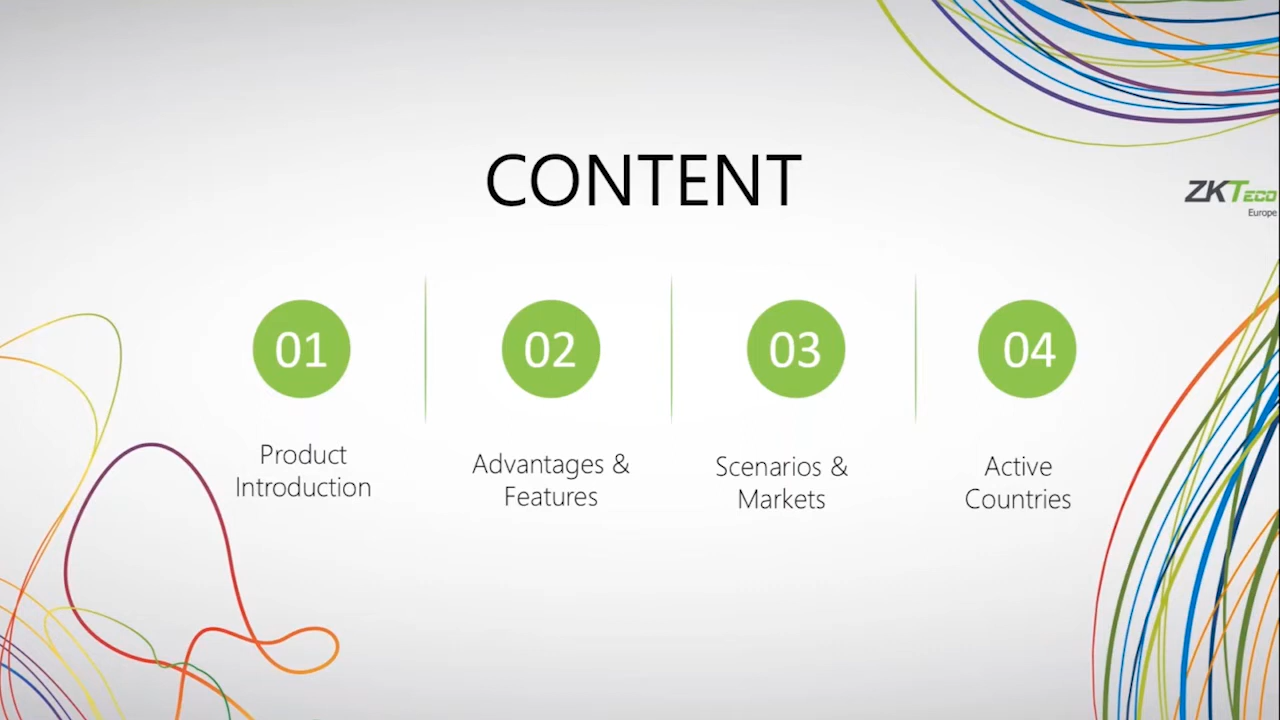 CONTENT
ZKTECO
Europe
01
02
03
04
Product
Introduction
Advantages &
Features
Scenarios &
Markets
Active
Countries